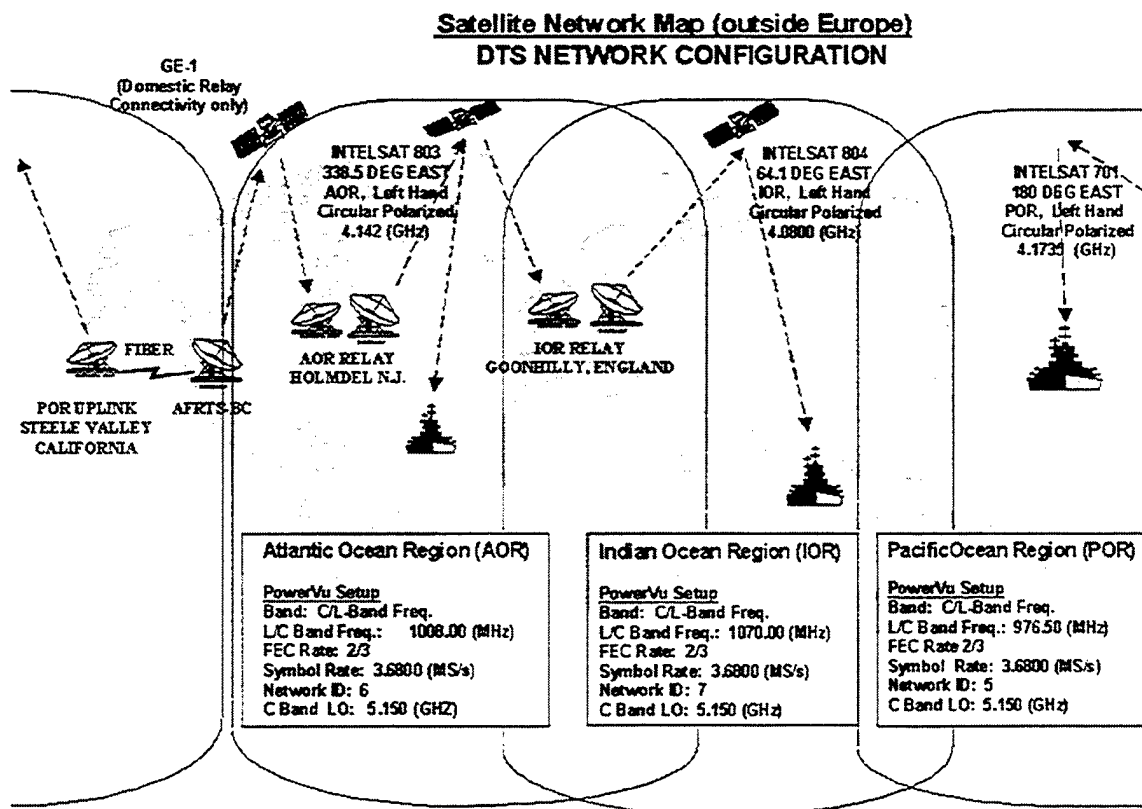 Satellite Network Map (outside Europe)
DTS NETWORK CONFIGURATION
GE-1
(Domestic Relay
Connectivity only)
INTELSAT 803
338.5 DEG EAST
AOR, Left Hand
Circular Polarized
4.142 (GHz)
INTELSAT 804
64.1 DEG EAST
IOR, Left Hand
Circular Polarized
4.0800 (GHz)
INTELSAT 701
180 DEG EAST
POR, Left Hand
Circular Polarized
4.1735 (GHz)
FIBER
POR UPLINK
STEELE VALLEY
CALIFORNIA
AFRTS-BC
AOR RELAY
HOLMDEL N.J.
IOR RELAY
GOONHILLY, ENGLAND
Atlantic Ocean Region (AOR)
PowerVu Setup
Band: C/L-Band Freq.
L/C Band Freq.: 1008.00 (MHz)
FEC Rate: 2/3
Symbol Rate: 3.6800 (MS/s)
Network ID: 6
C Band LO: 5.150 (GHZ)
Indian Ocean Region (IOR)
PowerVu Setup
Band: C/L-Band Freq.
L/C Band Freq.: 1070.00 (MHz)
FEC Rate: 2/3
Symbol Rate: 3.6800 (MS/s)
Network ID: 7
C Band LO: 5.150 (GHz)
PacificOcean Region (POR)
PowerVu Setup
Band: C/L-Band Freq.
L/C Band Freq.: 976.50 (MHz)
FEC Rate 2/3
Symbol Rate: 3.6800 (MS/s)
Network ID: 5
C Band LO: 5.150 (GHz)